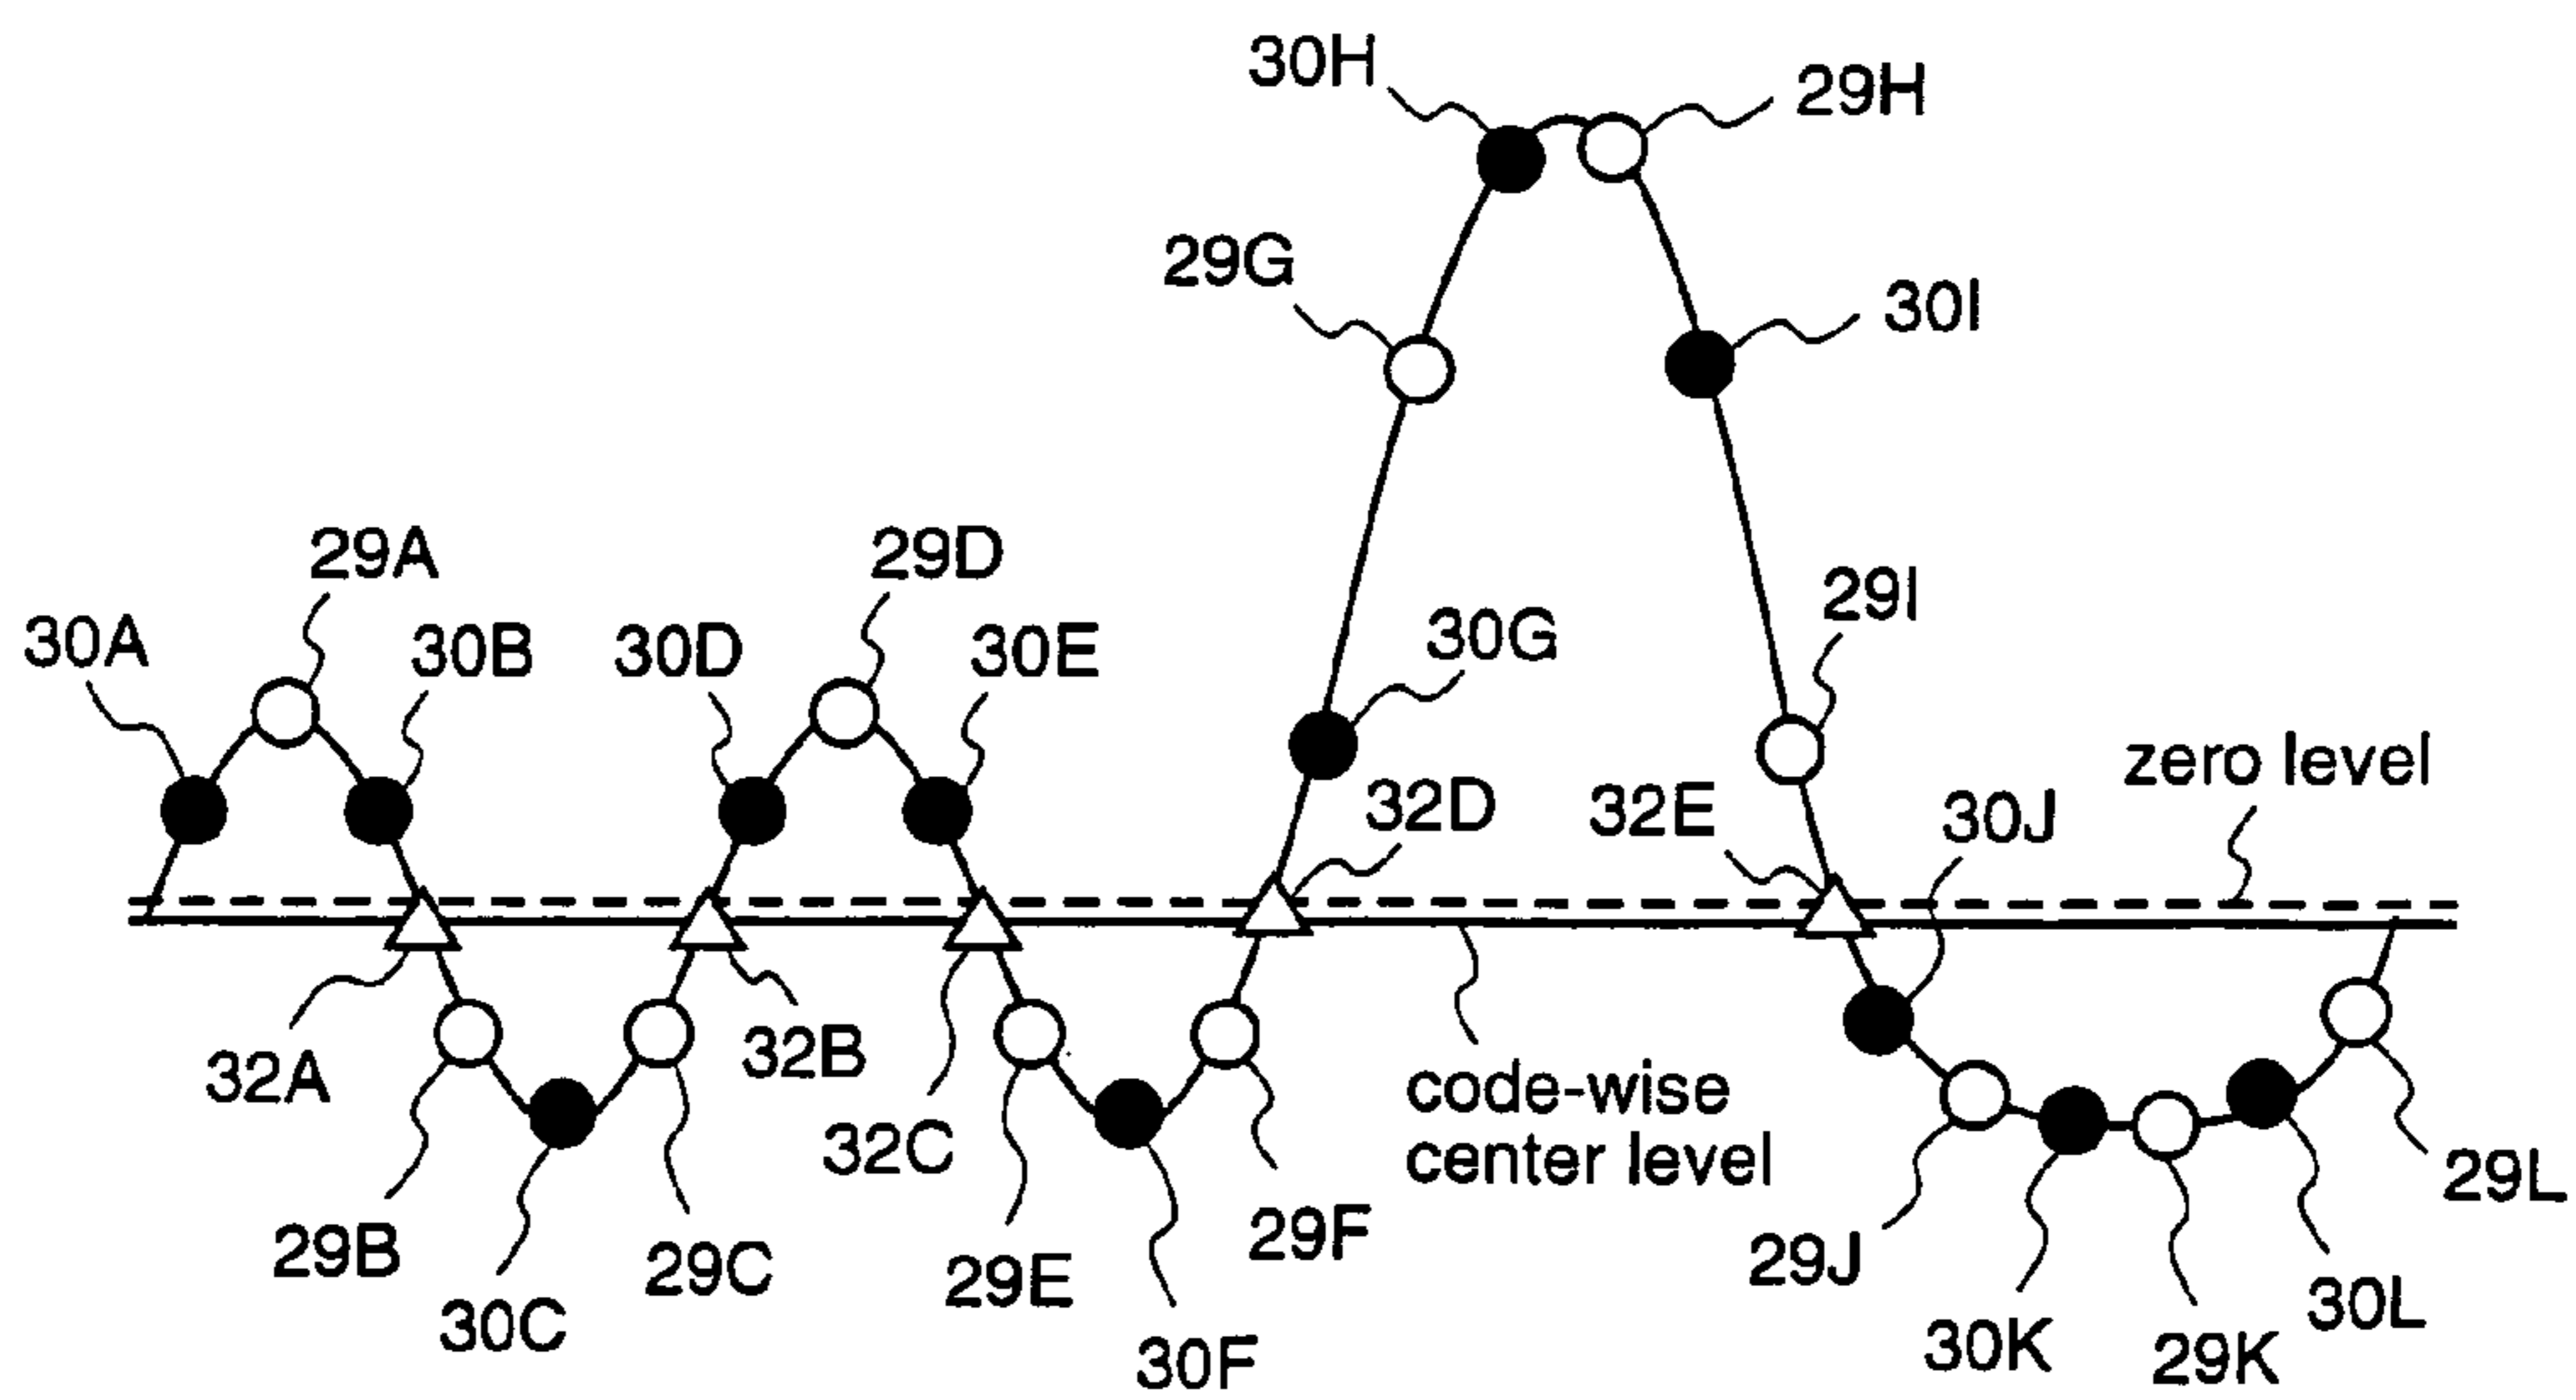 30H
29H
29G
30I
29A
29D
29I
30A
30B
30D
30E
30G
zero level
32D
32E
30J
32A
32B
code-wise
center level
32C
29L
29B
29C
29E
29F
29J
30L
30C
30F
30K
29K